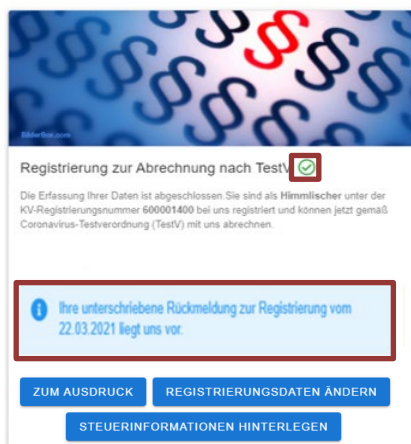 BilderBox.com
Registrierung zur Abrechnung nach TestV
Die Erfassung Ihrer Daten ist abgeschlossen.Sie sind als Himmlischer unter der
KV-Registrierungsnummer 600001400 bei uns registriert und können jetzt gemäß
Coronavirus-Testverordnung (TestV) mit uns abrechnen.
Ihre unterschriebene Rückmeldung zur Registrierung vom
22.03.2021 liegt uns vor.
ZUM AUSDRUCK
REGISTRIERUNGSDATEN ÄNDERN
STEUERINFORMATIONEN HINTERLEGEN